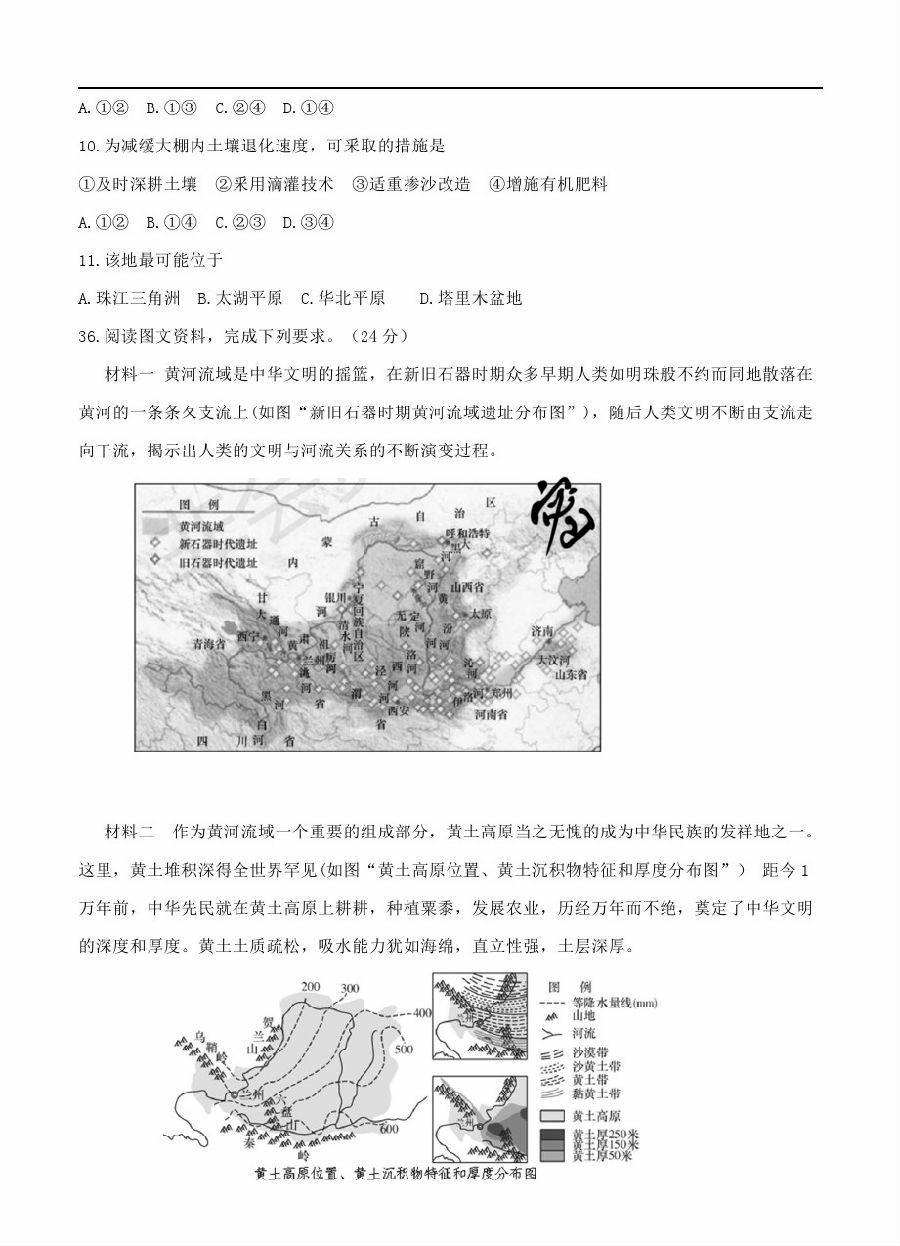 A.①② B.①③ C.②④ D.①④
10.为减缓大棚内土壤退化速度，可采取的措施是
①及时深耕土壤 ②采用滴灌技术 ③适重掺沙改造 ④增施有机肥料
A.①② B.①④ C.②③ D.③④
11.该地最可能位于
A.珠江三角洲 B.太湖平原 C.华北平原 D.塔里木盆地
36.阅读图文资料，完成下列要求。（24分）
材料一 黄河流域是中华文明的摇篮，在新旧石器时期众多早期人类如明珠般不约而同地散落在
黄河的一条条久支流上(如图“新旧石器时期黄河流域遗址分布图”)，随后人类文明不断由支流走
向干流，揭示出人类的文明与河流关系的不断演变过程。
图 例
黄河流域
新石器时代遗址
旧石器时代遗址
内 蒙 古 自 治 区
呼和浩特
大黑河
窟野河
山西省
黄河
银川
宁夏回族自治区
清水河
无定河
太原
汾河
陕西省
甘肃省
大通河
西宁
青海省
黄河
兰州
祖厉河
洮河
洛河
泾河
渭河
西安
沁河
伊洛河
郑州
河南省
济南
大汶河
山东省
黑河
白河
四 川 省
材料二 作为黄河流域一个重要的组成部分，黄土高原当之无愧的成为中华民族的发祥地之一。
这里，黄土堆积深得全世界罕见(如图“黄土高原位置、黄土沉积物特征和厚度分布图”） 距今1
万年前，中华先民就在黄土高原上耕耕，种植粟黍，发展农业，历经万年而不绝，奠定了中华文明
的深度和厚度。黄土土质疏松，吸水能力犹如海绵，直立性强，土层深厚。
200
300
400
500
600
乌鞘岭
贺兰山
兰州
六盘山
秦岭
兰州
兰州
图 例
等降水量线(mm)
山地
河流
沙漠带
沙黄土带
黄土带
黏黄土带
黄土高原
黄土厚250米
黄土厚150米
黄土厚50米
黄土高原位置、黄土沉积物特征和厚度分布图